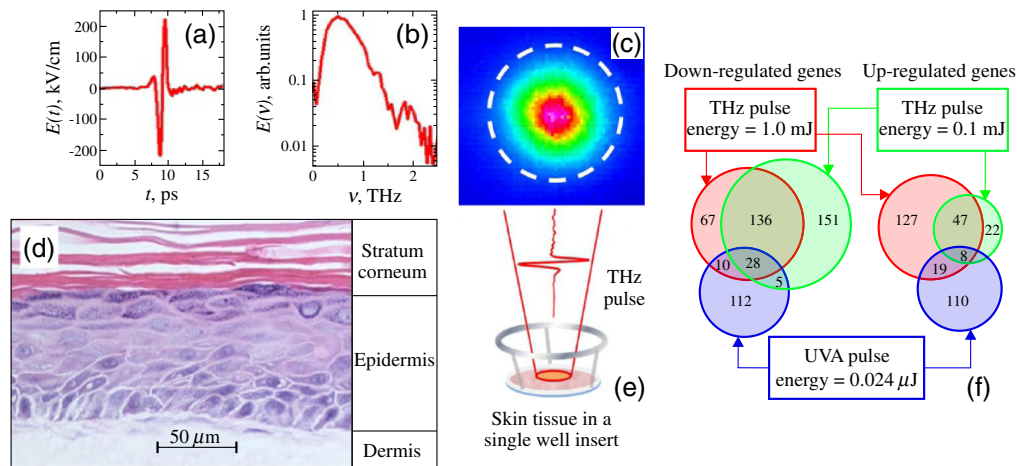 (a)
E(t), kV/cm
200
100
0
-100
-200
0
5
10
15
t, ps
(b)
E(ν), arb.units
1
0.1
0.01
0
1
2
ν, THz
(c)
(d)
Stratum
corneum
Epidermis
Dermis
50 μm
THz
pulse
(e)
Skin tissue in a
single well insert
Down-regulated genes
Up-regulated genes
THz pulse
energy = 1.0 mJ
THz pulse
energy = 0.1 mJ
67
136
151
10
28
5
112
127
47
22
8
19
110
UVA pulse
energy = 0.024 μJ
(f)